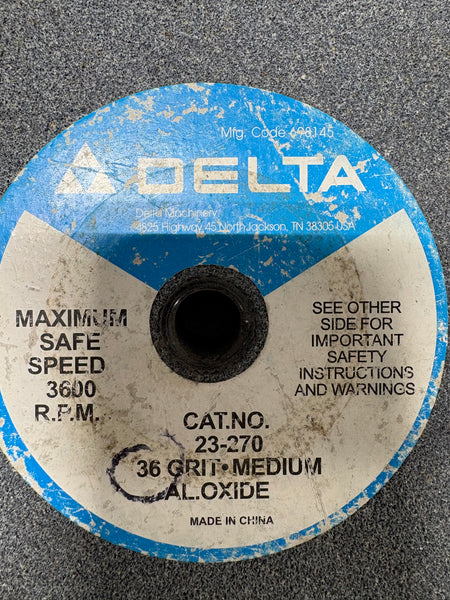 Mfg. Code 698145
DELTA
Delta Machinery
4825 Highway 45 North Jackson, TN 38305 USA
MAXIMUM
SAFE
SPEED
3600
R.P.M.
SEE OTHER
SIDE FOR
IMPORTANT
SAFETY
INSTRUCTIONS
AND WARNINGS
CAT.NO.
23-270
36 GRIT•MEDIUM
AL.OXIDE
MADE IN CHINA